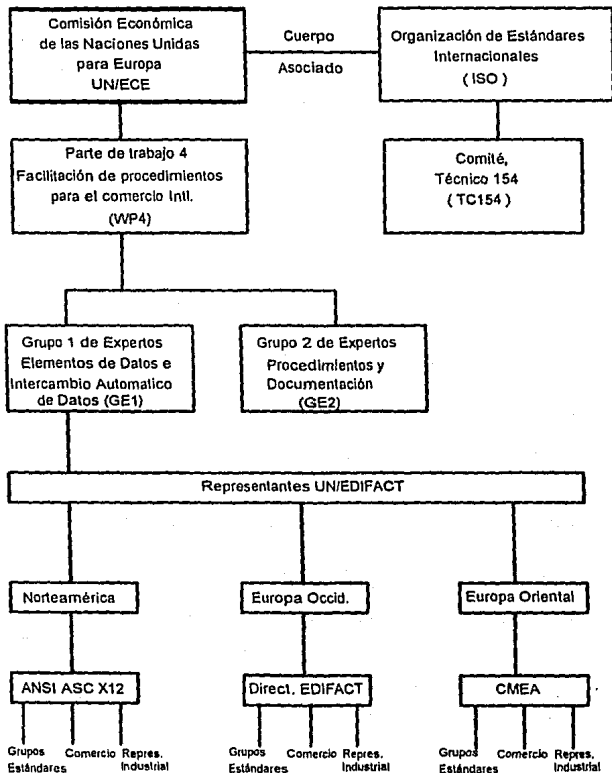 Comisión Económica
de las Naciones Unidas
para Europa
UN/ECE
Cuerpo
Asociado
Organización de Estándares
Internacionales
( ISO )
Parte de trabajo 4
Facilitación de procedimientos
para el comercio Intl.
(WP4)
Comité,
Técnico 154
( TC154 )
Grupo 1 de Expertos
Elementos de Datos e
Intercambio Automatico
de Datos (GE1)
Grupo 2 de Expertos
Procedimientos y
Documentación
(GE2)
Representantes UN/EDIFACT
Norteamérica
Europa Occid.
Europa Oriental
ANSI ASC X12
Direct. EDIFACT
CMEA
Grupos
Estándares
Comercio
Repres.
Industrial
Grupos
Estándares
Comercio
Repres.
Industrial
Grupos
Estándares
Comercio
Repres.
Industrial